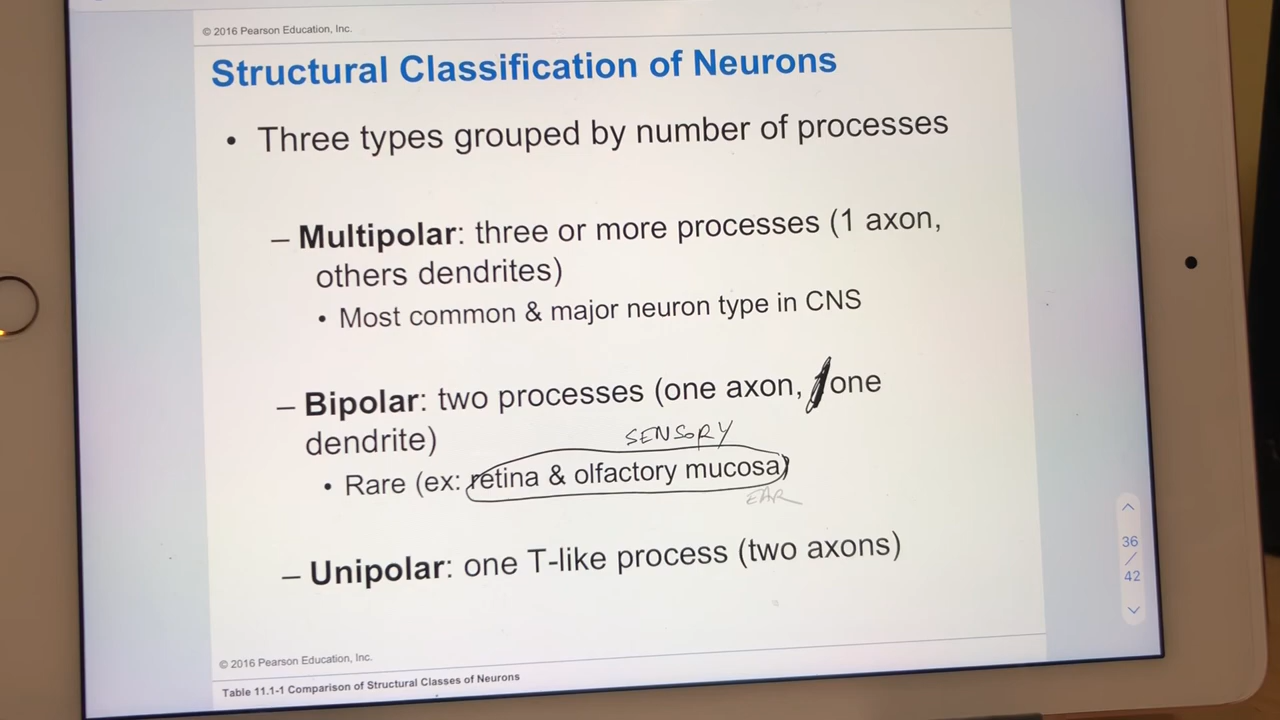 © 2016 Pearson Education, Inc.
Structural Classification of Neurons
• Three types grouped by number of processes
– Multipolar: three or more processes (1 axon,
others dendrites)
• Most common & major neuron type in CNS
– Bipolar: two processes (one axon, one
dendrite)
SENSORY
• Rare (ex: retina & olfactory mucosa)
EAR
– Unipolar: one T-like process (two axons)
36
/
42
© 2016 Pearson Education, Inc.
Table 11.1-1 Comparison of Structural Classes of Neurons